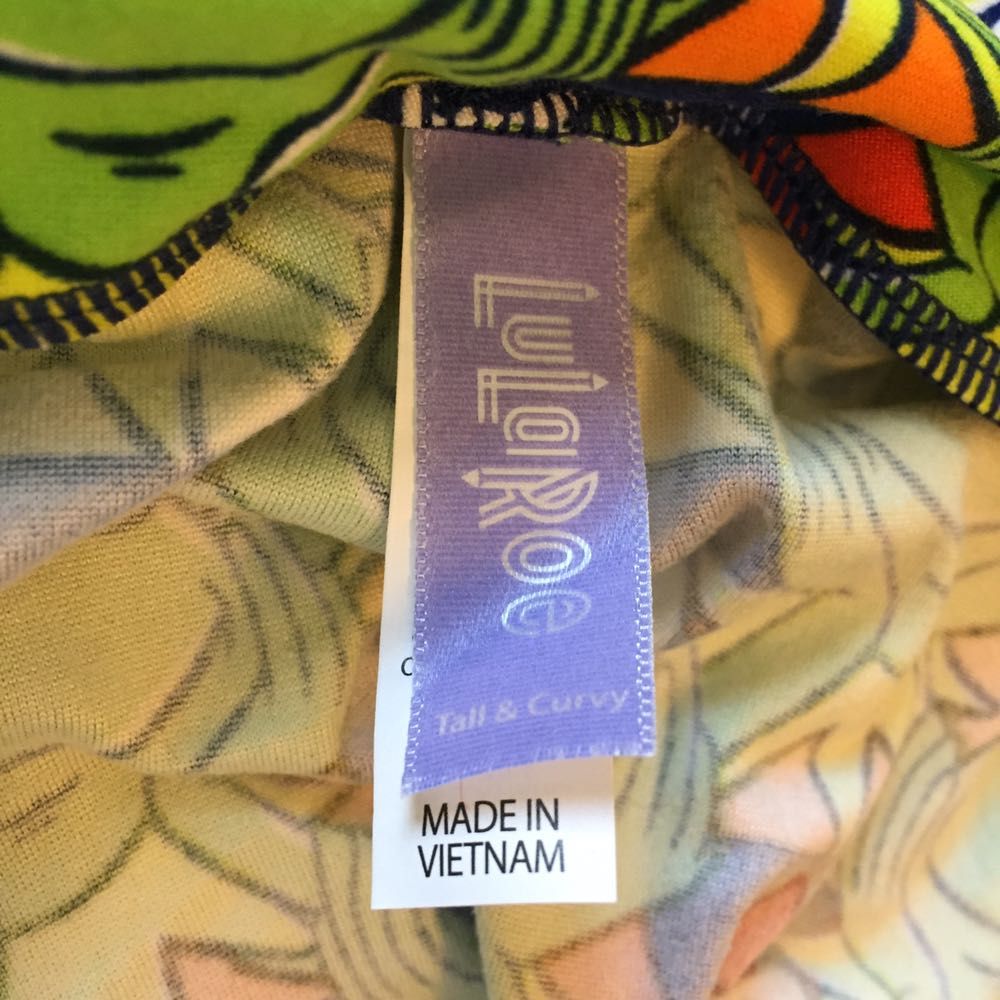 LuLaRoe
Tall & Curvy
MADE IN
VIETNAM